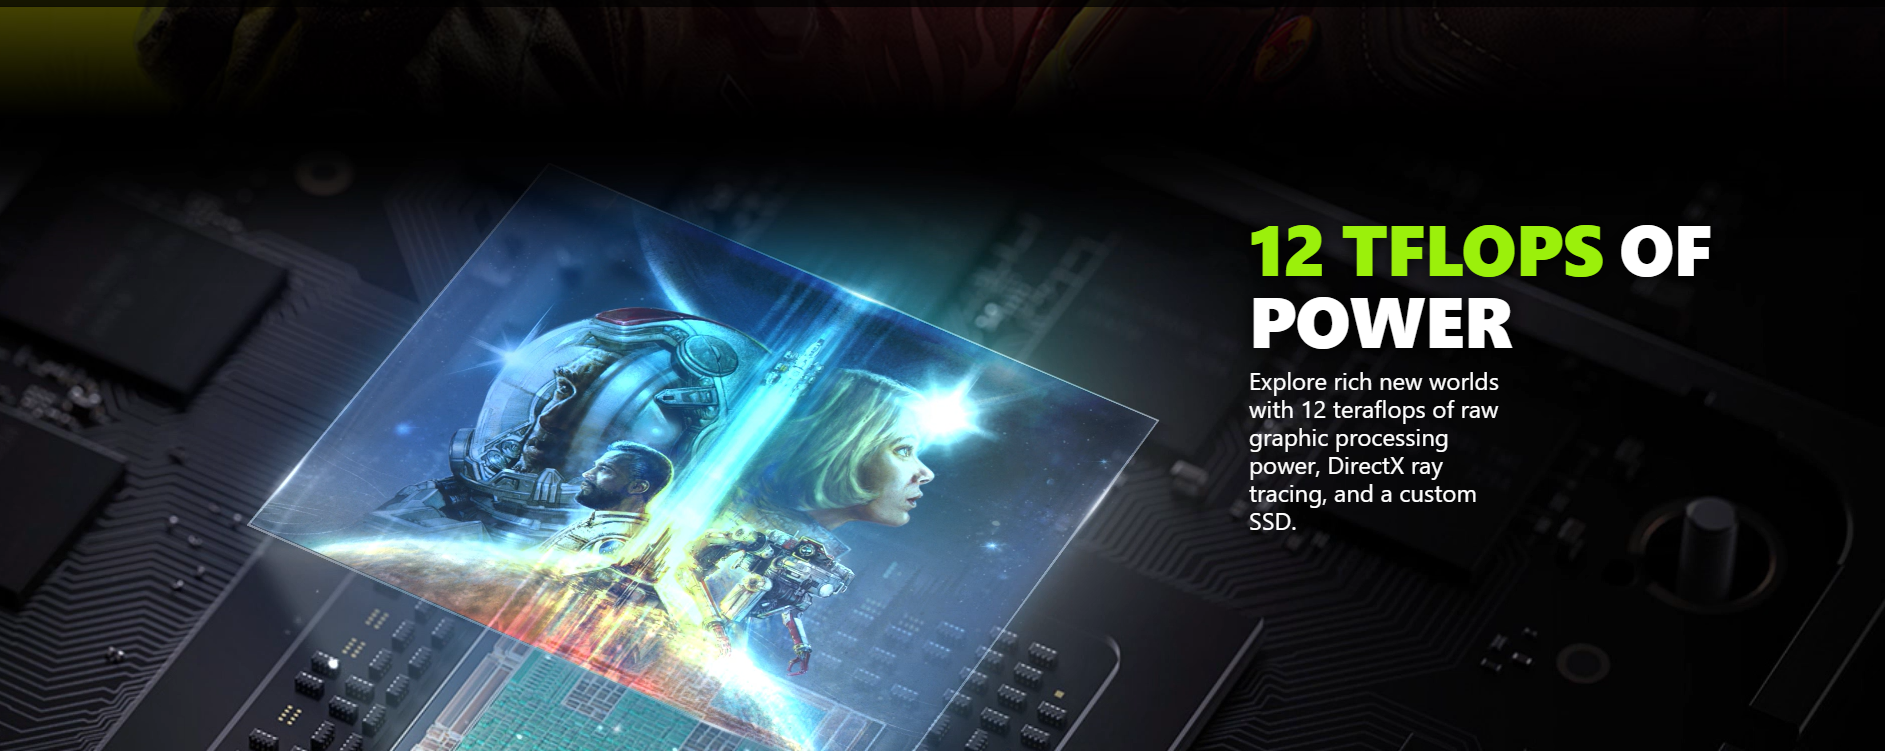 12 TFLOPS OF
POWER
Explore rich new worlds
with 12 teraflops of raw
graphic processing
power, DirectX ray
tracing, and a custom
SSD.